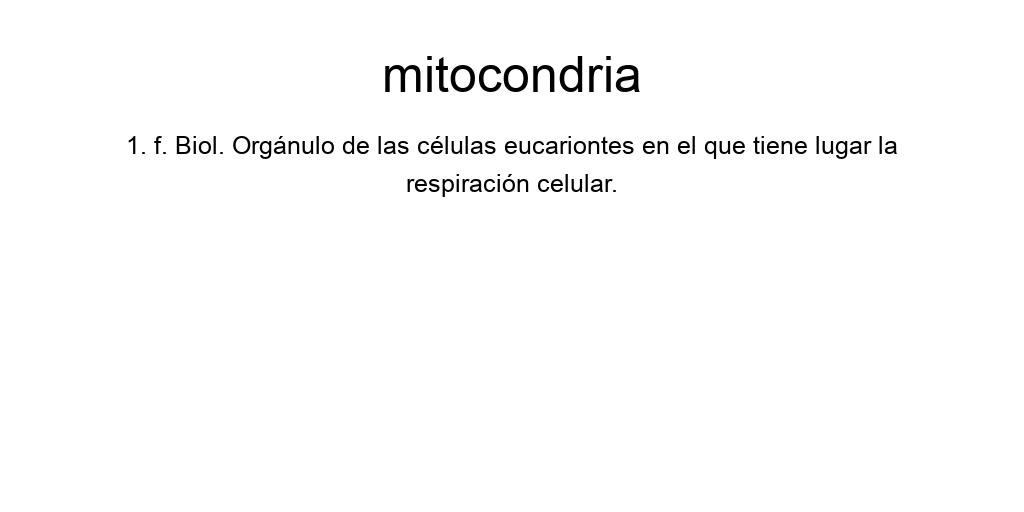 mitocondria
1. f. Biol. Orgánulo de las células eucariontes en el que tiene lugar la
respiración celular.